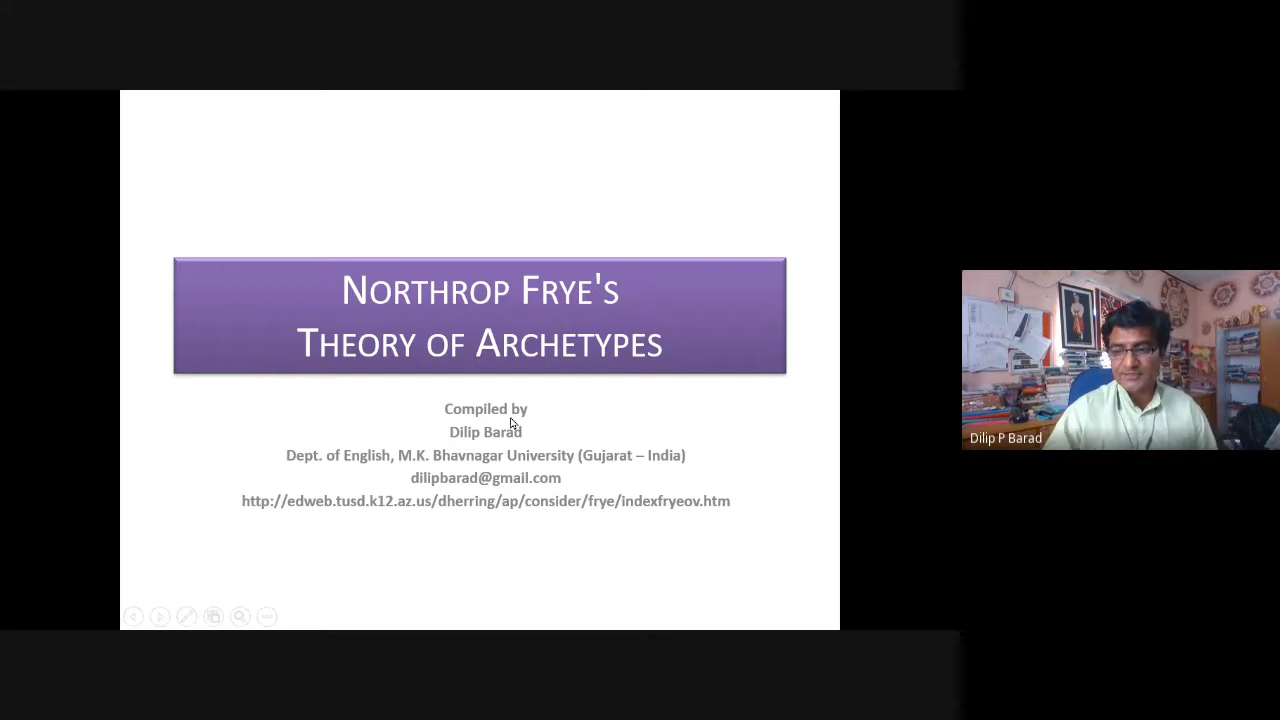 NORTHROP FRYE'S
THEORY OF ARCHETYPES
Compiled by
Dilip Barad
Dept. of English, M.K. Bhavnagar University (Gujarat – India)
dilipbarad@gmail.com
http://edweb.tusd.k12.az.us/dherring/ap/consider/frye/indexfryeov.htm
Dilip P Barad